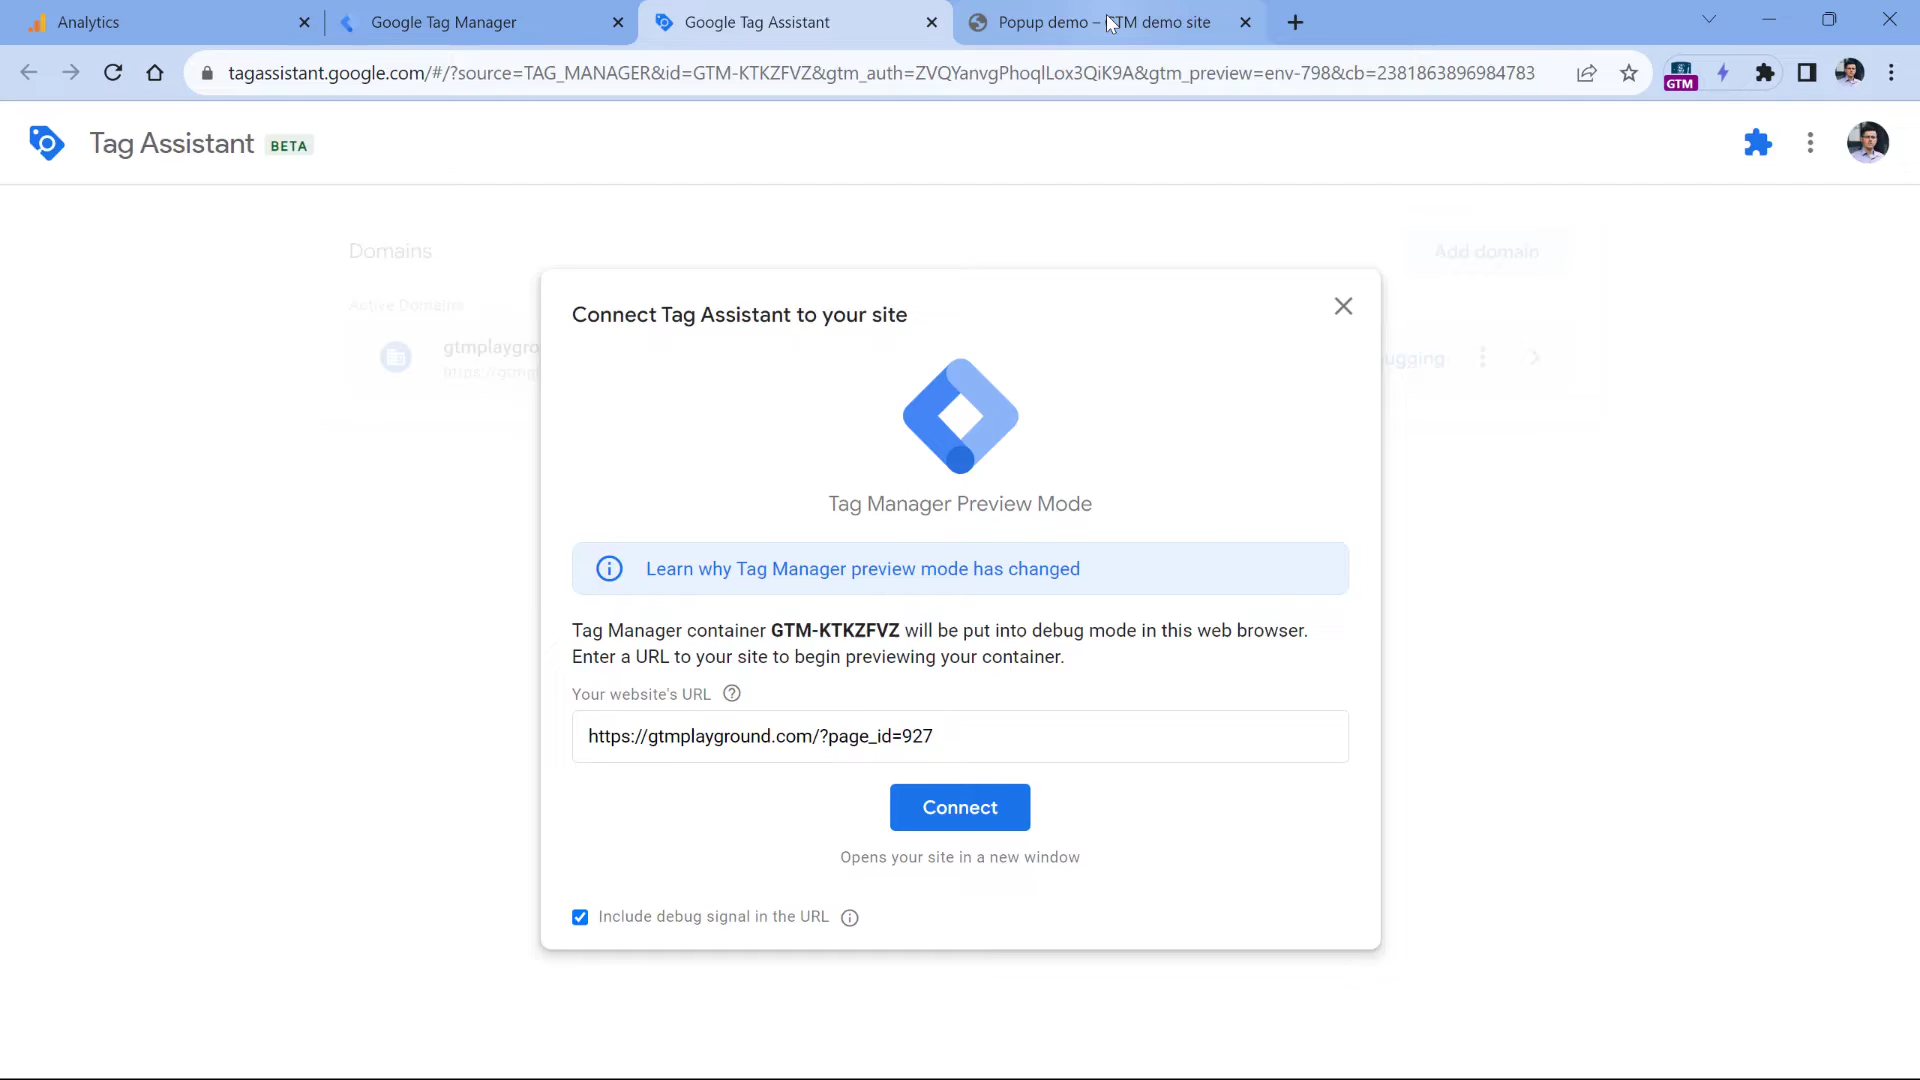 Analytics
Google Tag Manager
Google Tag Assistant
Popup demo – GTM demo site
tagassistant.google.com/#/?source=TAG_MANAGER&id=GTM-KTKZFVZ&gtm_auth=ZVQYanvgPhoqlLox3QiK9A&gtm_preview=env-798&cb=2381863896984783
GTM
Tag Assistant BETA
Domains
Add domain
Active Domains
gtmplaygro
ugging
Connect Tag Assistant to your site
Tag Manager Preview Mode
Learn why Tag Manager preview mode has changed
Tag Manager container GTM-KTKZFVZ will be put into debug mode in this web browser.
Enter a URL to your site to begin previewing your container.
Your website's URL
https://gtmplayground.com/?page_id=927
Connect
Opens your site in a new window
Include debug signal in the URL